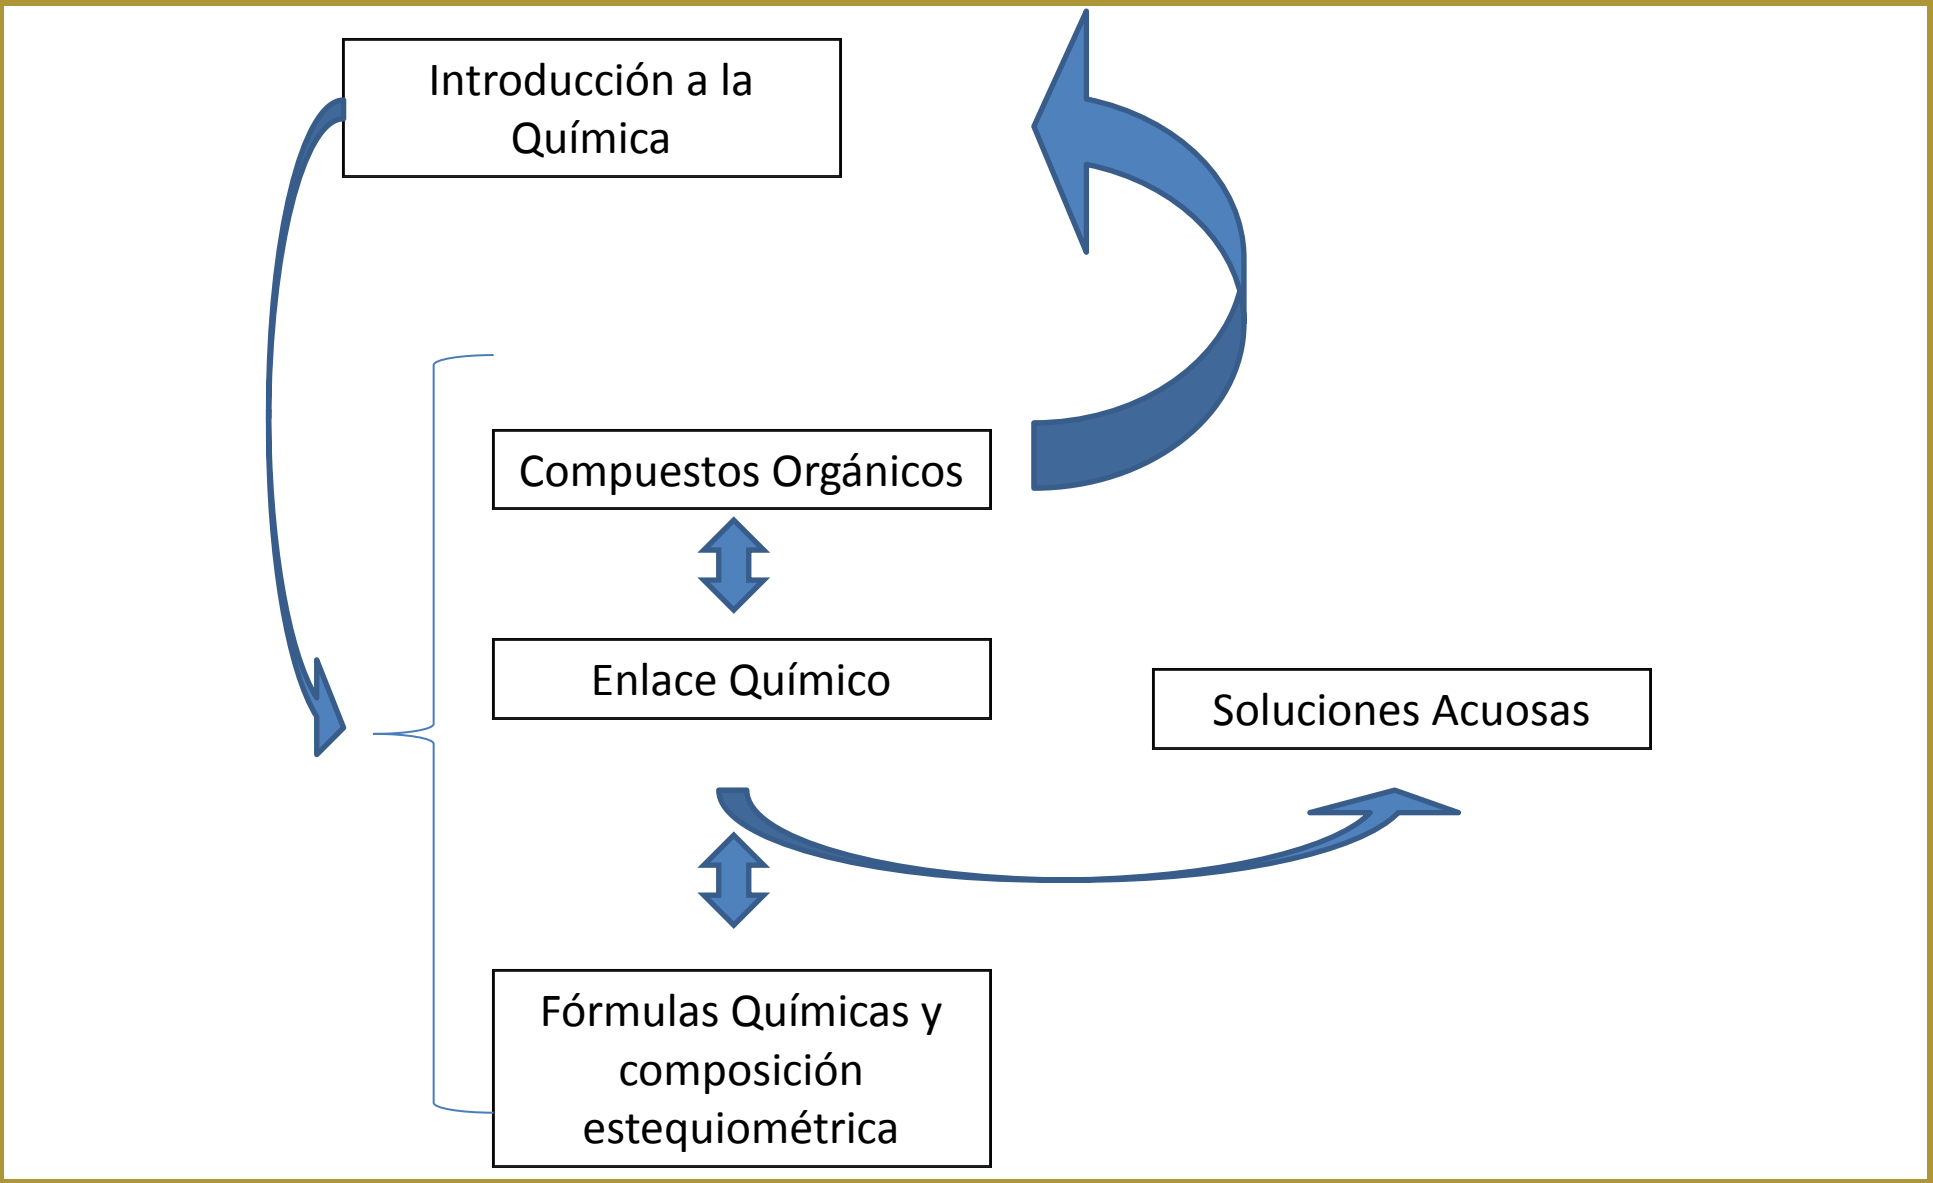 Introducción a la
Química
Compuestos Orgánicos
Enlace Químico
Soluciones Acuosas
Fórmulas Químicas y
composición
estequiométrica